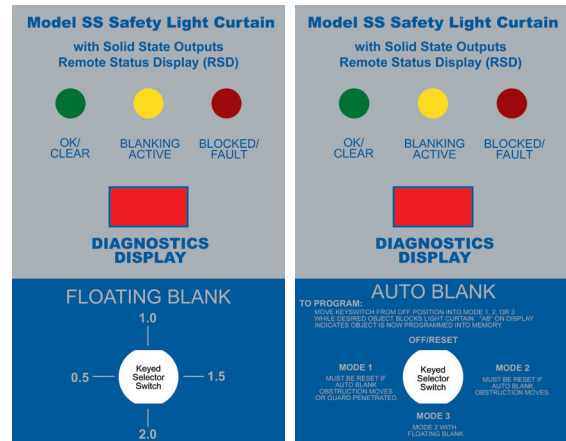 Model SS Safety Light Curtain
with Solid State Outputs
Remote Status Display (RSD)
OK/
CLEAR
BLANKING
ACTIVE
BLOCKED/
FAULT
DIAGNOSTICS
DISPLAY
FLOATING BLANK
1.0
0.5
Keyed
Selector
Switch
1.5
2.0
Model SS Safety Light Curtain
with Solid State Outputs
Remote Status Display (RSD)
OK/
CLEAR
BLANKING
ACTIVE
BLOCKED/
FAULT
DIAGNOSTICS
DISPLAY
AUTO BLANK
TO PROGRAM:
MOVE KEYSWITCH FROM OFF POSITION INTO MODE 1, 2, OR 3
WHILE DESIRED OBJECT BLOCKS LIGHT CURTAIN. "AB" ON DISPLAY
INDICATES OBJECT IS NOW PROGRAMMED INTO MEMORY.
OFF/RESET
MODE 1
MUST BE RESET IF
AUTO BLANK
OBSTRUCTION MOVES
OR GUARD PENETRATED.
Keyed
Selector
Switch
MODE 2
MUST BE RESET IF
AUTO BLANK
OBSTRUCTION MOVES.
MODE 3
MODE 2 WITH
FLOATING BLANK